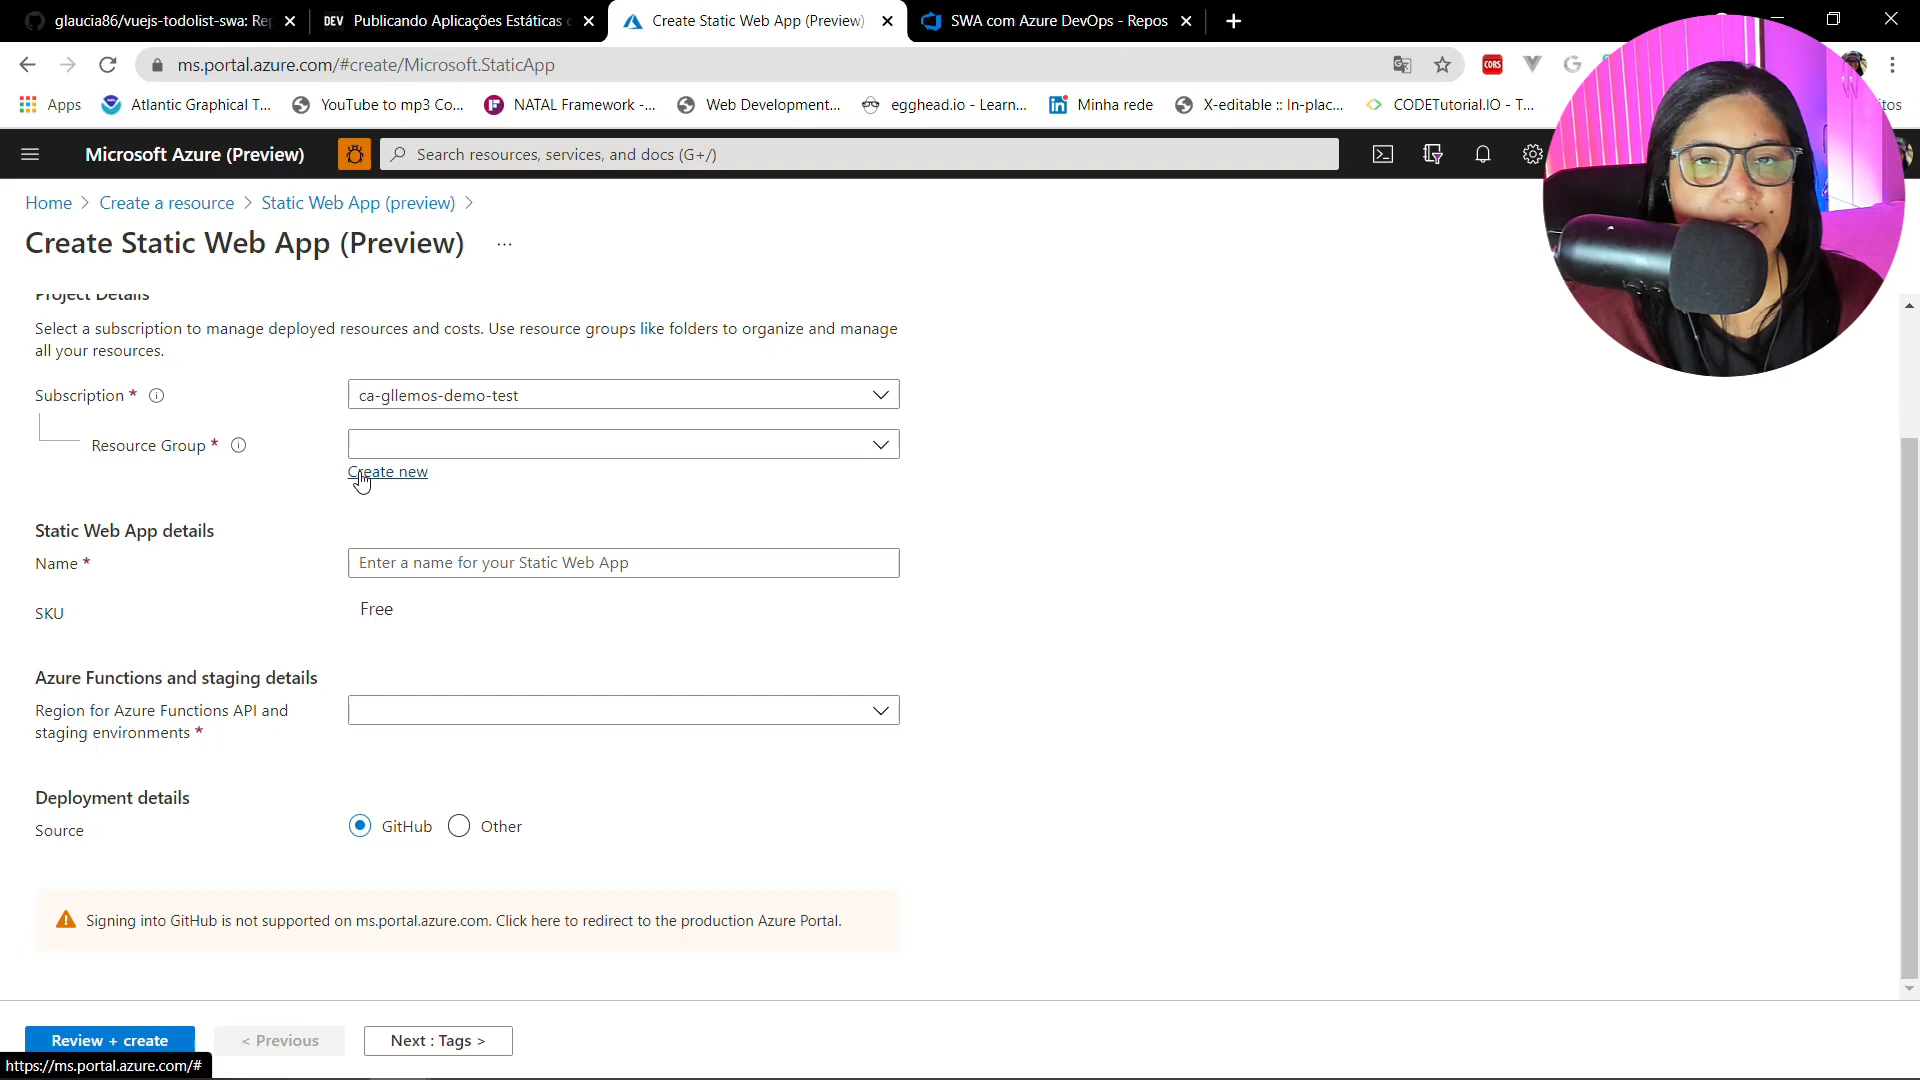 glaucia86/vuejs-todolist-swa: Rep
DEV Publicando Aplicações Estáticas c
Create Static Web App (Preview)
SWA com Azure DevOps - Repos
ms.portal.azure.com/#create/Microsoft.StaticApp
CORS
Apps
Atlantic Graphical T...
YouTube to mp3 Co...
NATAL Framework -...
Web Development...
egghead.io - Learn...
Minha rede
X-editable :: In-plac...
CODETutorial.IO - T...
Microsoft Azure (Preview)
Search resources, services, and docs (G+/)
Home > Create a resource > Static Web App (preview) >
Create Static Web App (Preview) ...
Project Details
Select a subscription to manage deployed resources and costs. Use resource groups like folders to organize and manage
all your resources.
Subscription *
ca-gllemos-demo-test
Resource Group *
Create new
Static Web App details
Name *
Enter a name for your Static Web App
SKU
Free
Azure Functions and staging details
Region for Azure Functions API and
staging environments *
Deployment details
Source
GitHub
Other
Signing into GitHub is not supported on ms.portal.azure.com. Click here to redirect to the production Azure Portal.
Review + create
< Previous
Next : Tags >
https://ms.portal.azure.com/#